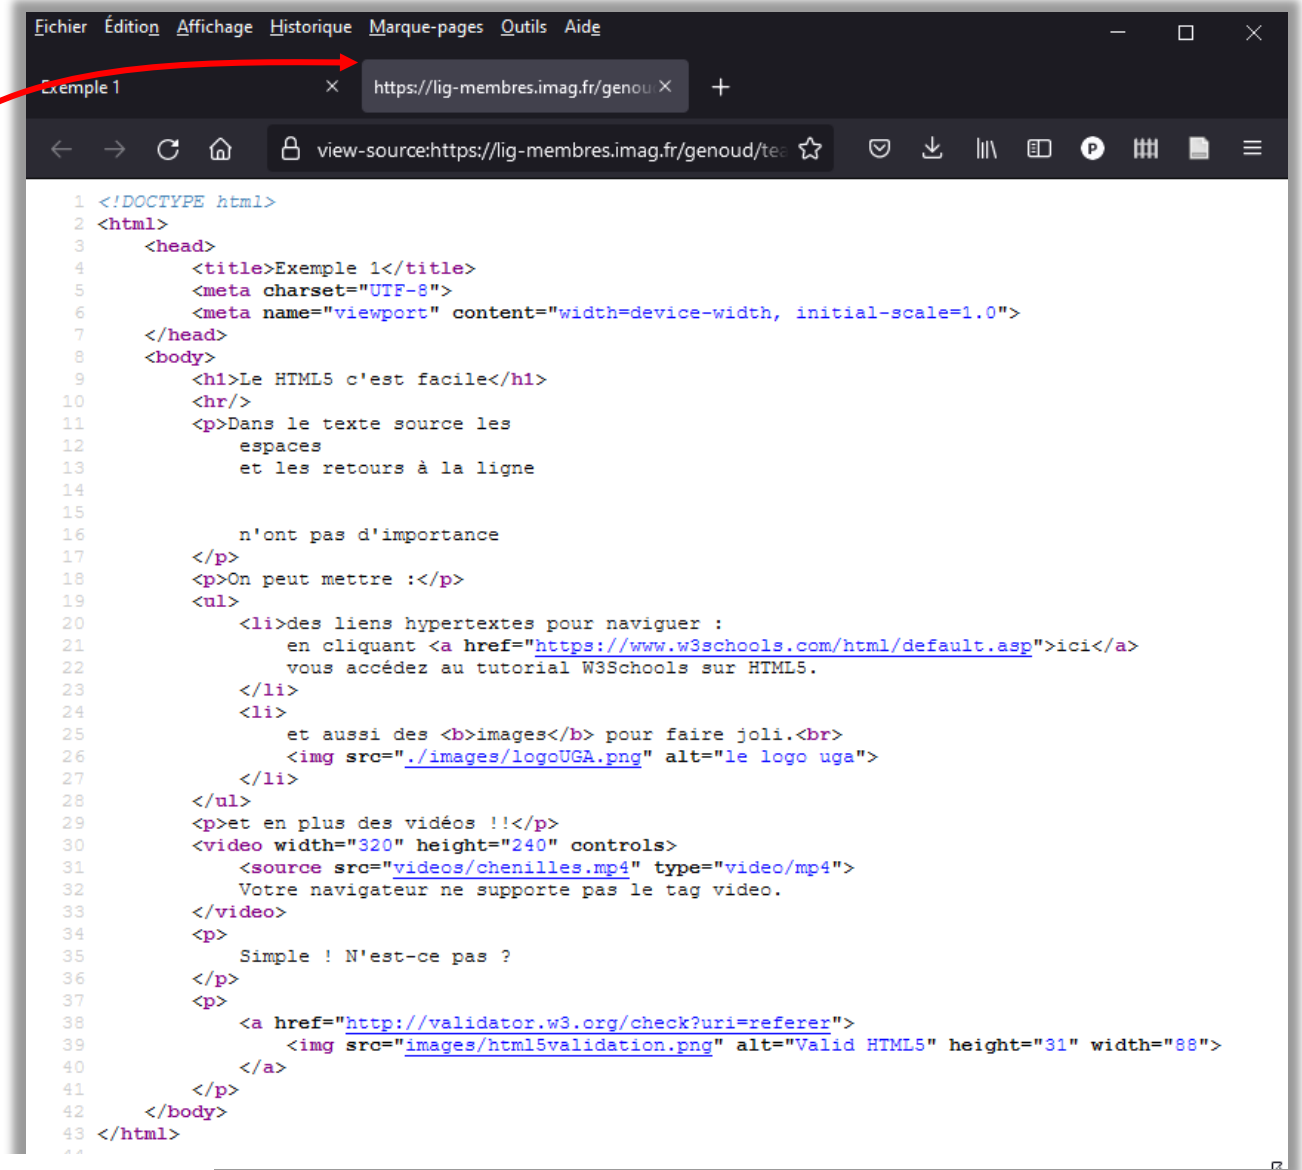 Fichier Édition Affichage Historique Marque-pages Outils Aide
Exemple 1 https://lig-membres.imag.fr/genou
view-source:https://lig-membres.imag.fr/genoud/tea
1 <!DOCTYPE html>
2 <html>
3 <head>
4 <title>Exemple 1</title>
5 <meta charset="UTF-8">
6 <meta name="viewport" content="width=device-width, initial-scale=1.0">
7 </head>
8 <body>
9 <h1>Le HTML5 c'est facile</h1>
10 <hr/>
11 <p>Dans le texte source les
12 espaces
13 et les retours à la ligne
14
15
16 n'ont pas d'importance
17 </p>
18 <p>On peut mettre :</p>
19 <ul>
20 <li>des liens hypertextes pour naviguer :
21 en cliquant <a href="https://www.w3schools.com/html/default.asp">ici</a>
22 vous accédez au tutorial W3Schools sur HTML5.
23 </li>
24 <li>
25 et aussi des <b>images</b> pour faire joli.<br>
26 <img src="./images/logoUGA.png" alt="le logo uga">
27 </li>
28 </ul>
29 <p>et en plus des vidéos !!</p>
30 <video width="320" height="240" controls>
31 <source src="videos/chenilles.mp4" type="video/mp4">
32 Votre navigateur ne supporte pas le tag video.
33 </video>
34 <p>
35 Simple ! N'est-ce pas ?
36 </p>
37 <p>
38 <a href="http://validator.w3.org/check?uri=referer">
39 <img src="images/html5validation.png" alt="Valid HTML5" height="31" width="88">
40 </a>
41 </p>
42 </body>
43 </html>